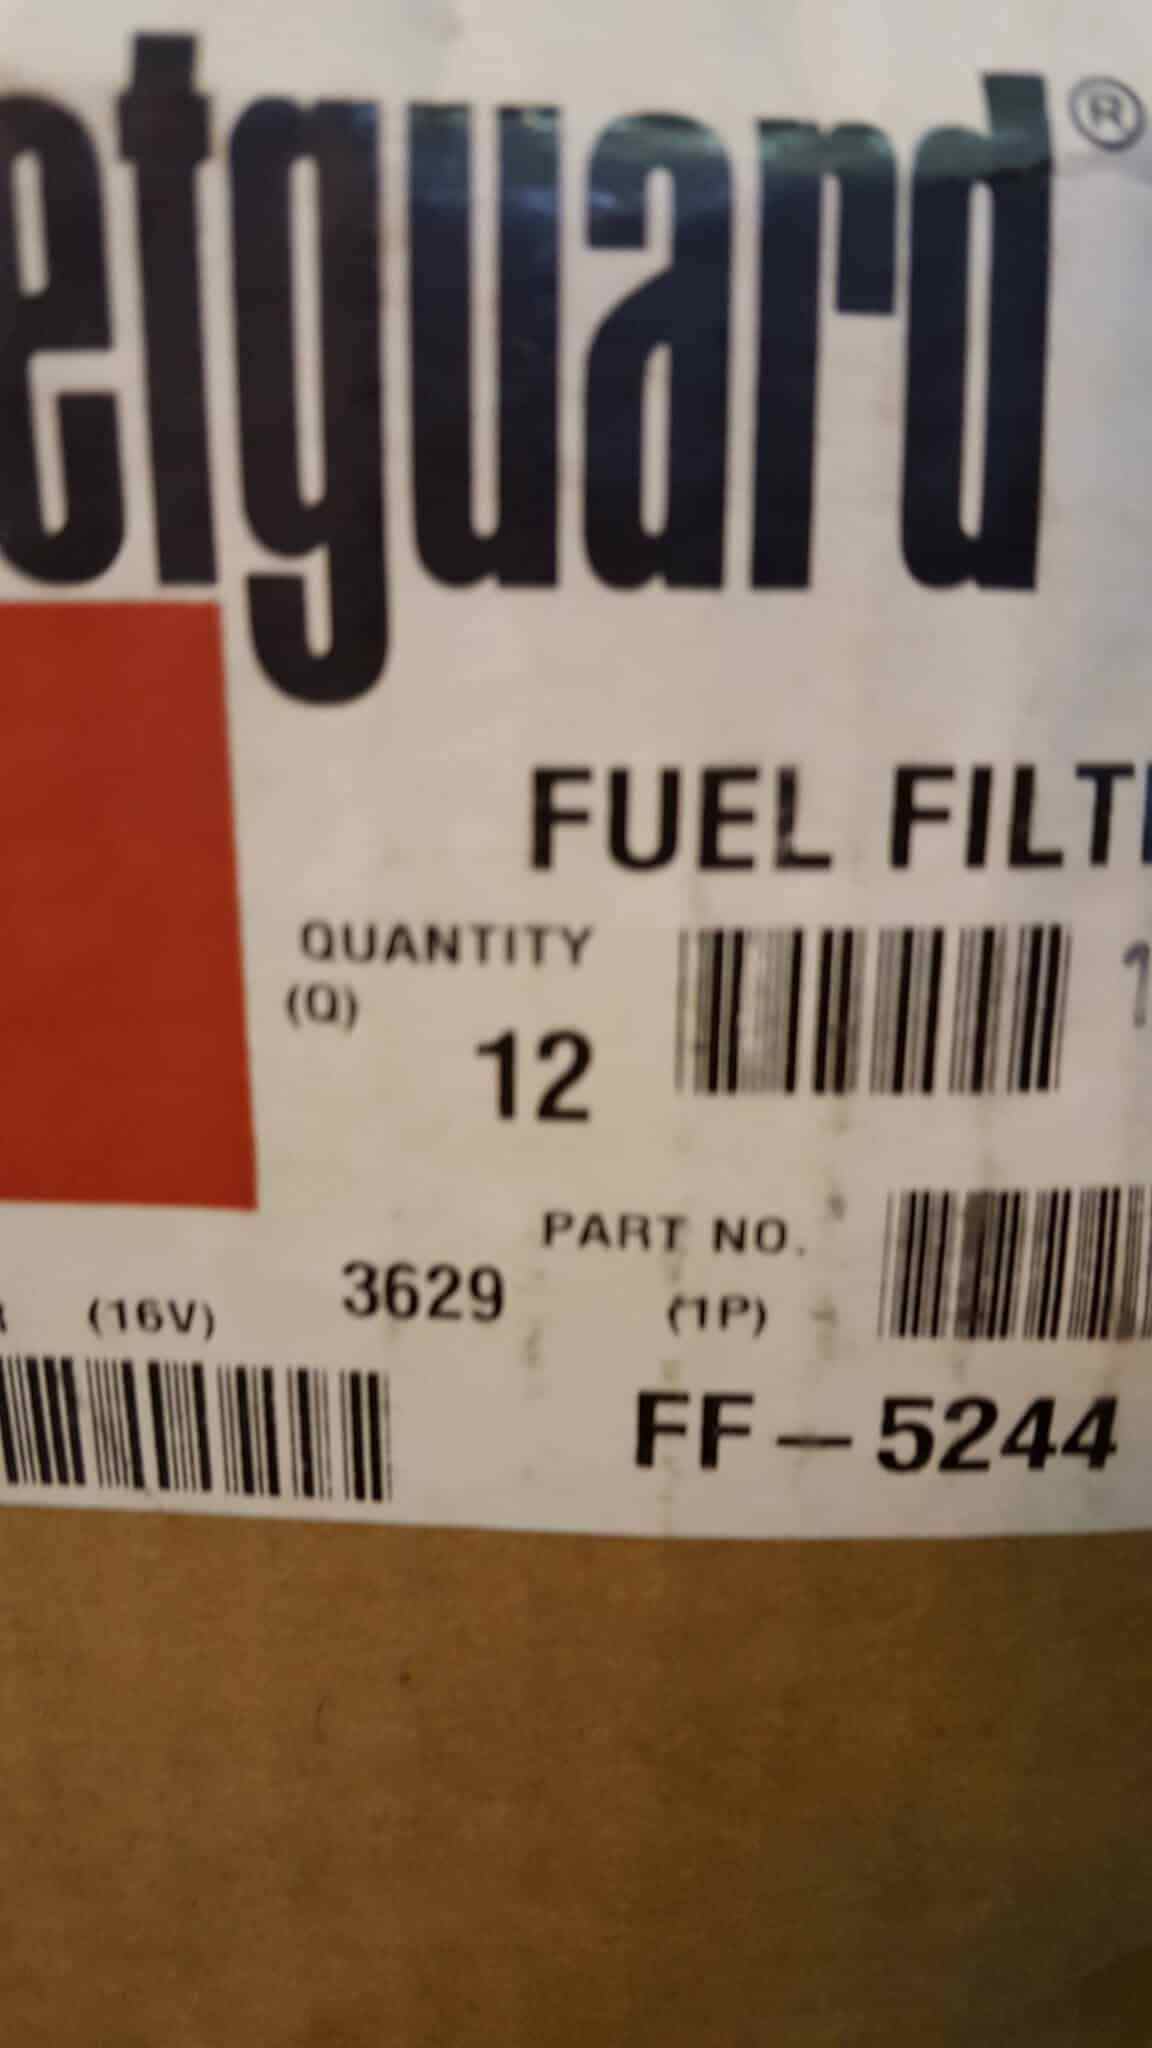 etguard®
FUEL FILT
QUANTITY
(Q)
12
PART NO.
(16V) 3629 (1P)
FF-5244